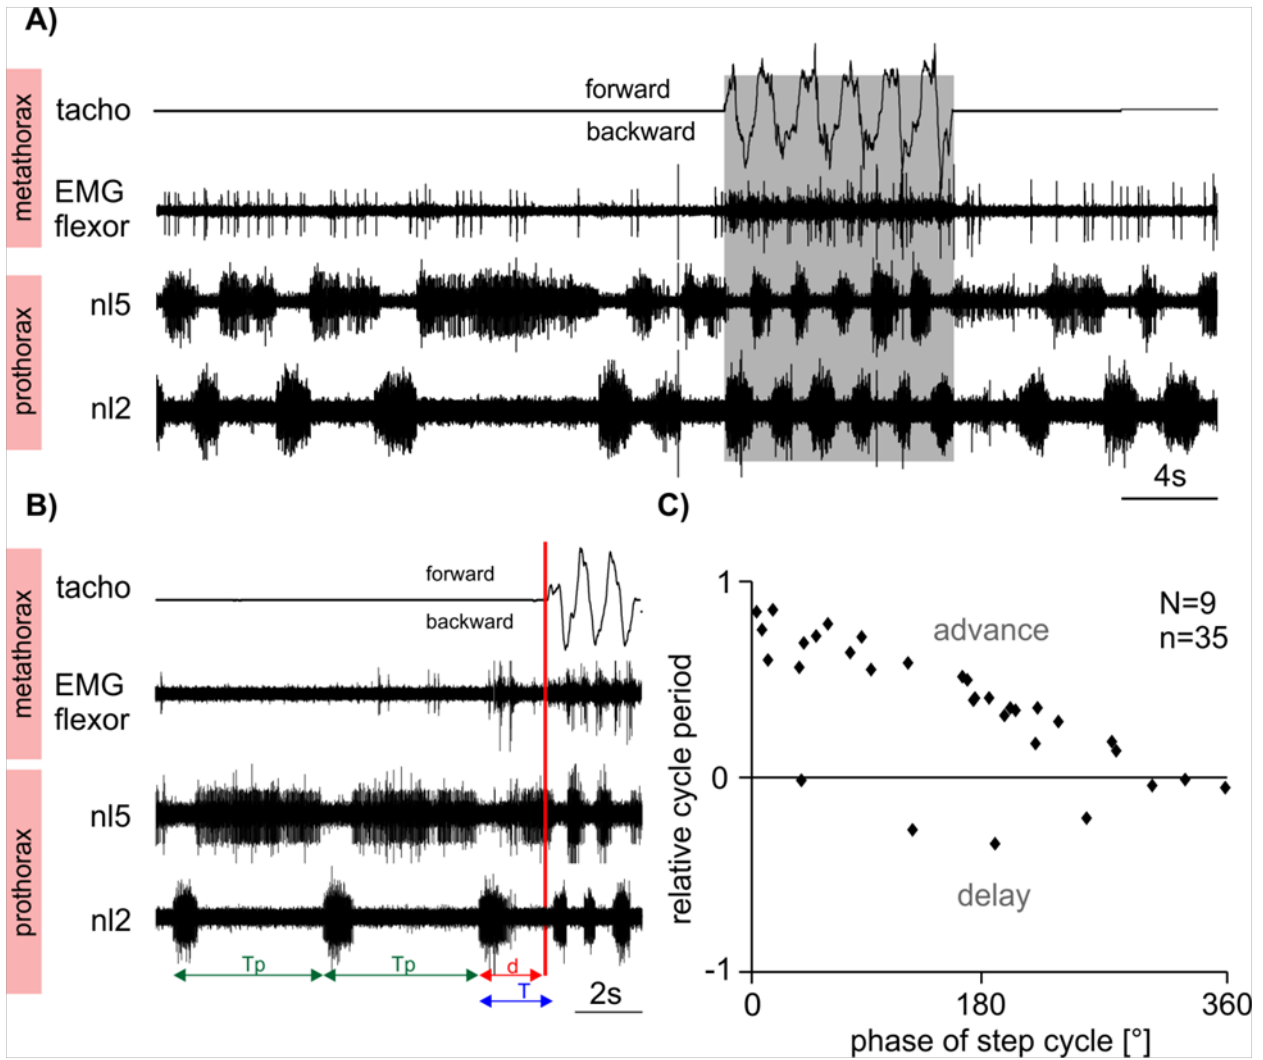 A)
metathorax
tacho
forward
backward
EMG
flexor
prothorax
nl5
nl2
4s
B)
metathorax
tacho
forward
backward
EMG
flexor
prothorax
nl5
nl2
Tp
Tp
d
T
2s
C)
relative cycle period
1
0
-1
advance
delay
N=9
n=35
0
180
360
phase of step cycle [°]